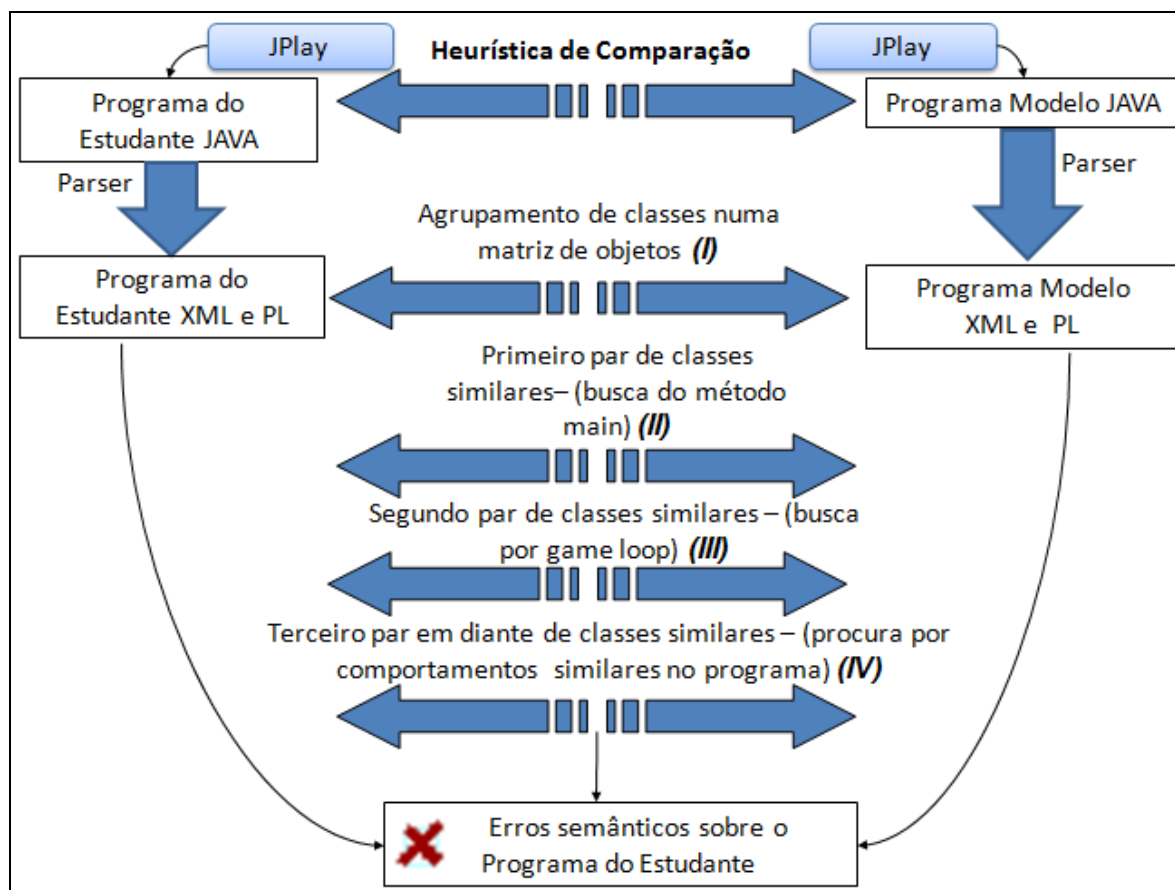 JPlay
Heurística de Comparação
JPlay
Programa do
Estudante JAVA
Programa Modelo JAVA
Parser
Parser
Agrupamento de classes numa
matriz de objetos (I)
Programa do
Estudante XML e PL
Programa Modelo
XML e PL
Primeiro par de classes
similares– (busca do método
main) (II)
Segundo par de classes similares – (busca
por game loop) (III)
Terceiro par em diante de classes similares – (procura por
comportamentos similares no programa) (IV)
Erros semânticos sobre o
Programa do Estudante